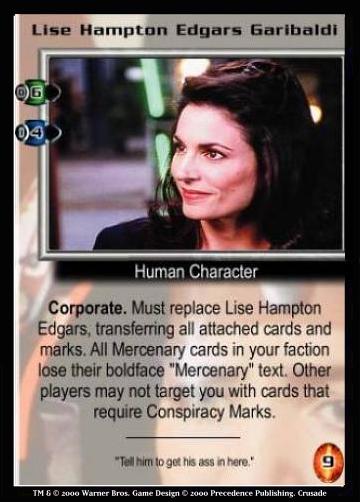 Lise Hampton Edgars Garibaldi
6
4
Human Character
Corporate. Must replace Lise Hampton
Edgars, transferring all attached cards and
marks. All Mercenary cards in your faction
lose their boldface "Mercenary" text. Other
players may not target you with cards that
require Conspiracy Marks.
"Tell him to get his ass in here."
9
TM & © 2000 Warner Bros. Game Design © 2000 Precedence Publishing. Crusade